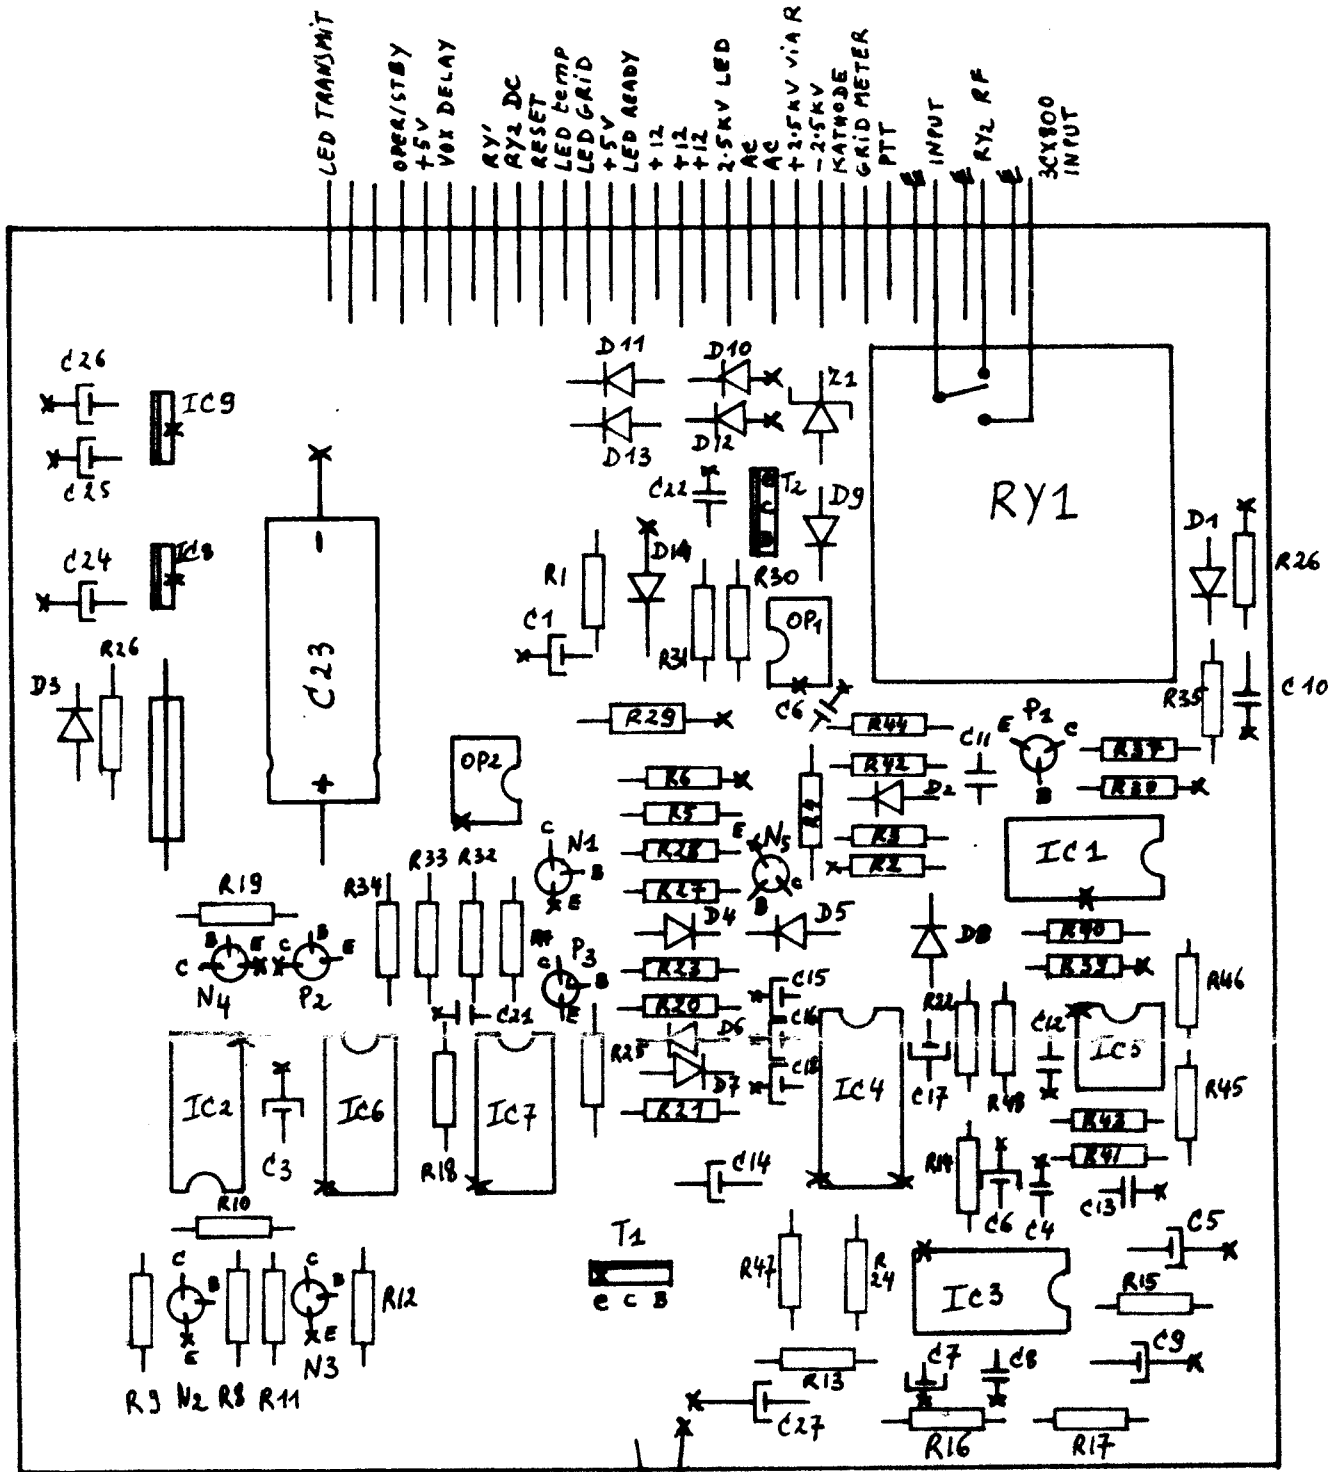 LED TRANSMIT
OPER/STBY
+5V
VOX DELAY
RY'
RY2 DC
RESET
LED temp
LED GRID
+5V
LED READY
+12
+12
+12
2.5KV LED
AC
AC
+2.5KV viA R
-2.5KV
KATHODE
GRiD METER
PTT
INPUT
RY2 RF
3CX800
INPUT
D11
D10
Z1
C26
IC9
D13
D12
C25
C22
T2
C
D9
RY1
D1
R26
C24
IC8
-
R1
D14
R30
C1
OP1
R31
C23
R26
D3
R35
C10
C6
R29
R44
C11
P1
E
C
B
R37
OP2
+
R6
R42
R5
R4
D2
R30
E
N5
C
B
R3
R2
R28
R27
IC1
C
N1
B
E
R33
R32
R34
R19
D4
D5
D8
R40
R39
B
E
C
N4
C
B
E
P2
P3
C
B
E
R23
R20
C15
C16
C18
R46
C21
D6
D7
R25
R21
R22
C12
IC5
IC2
C3
IC6
R18
IC7
IC4
C17
R48
R45
R43
R41
C14
R14
C6
C4
C13
R10
C5
T1
e C B
R47
R
24
IC3
R15
C
B
E
C
B
E
R12
N3
R9
N2
R8
R11
C9
R13
C7
C8
C27
R16
R17